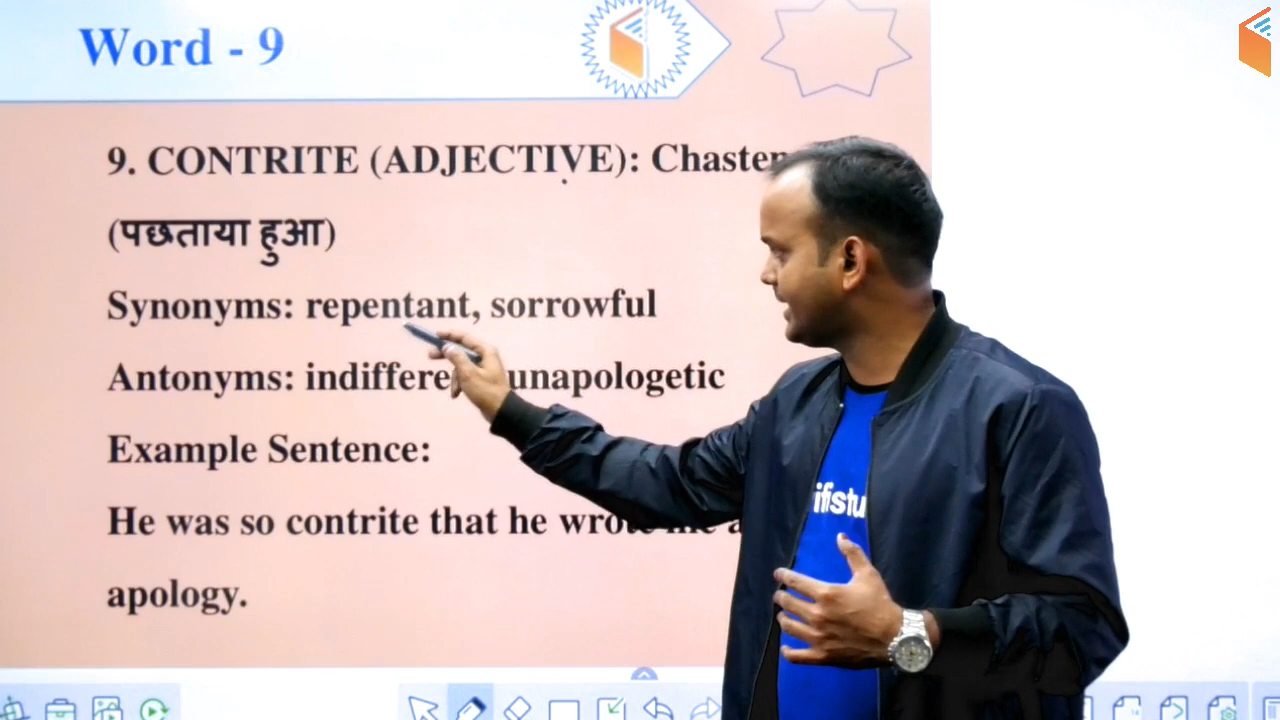 Word - 9
9. CONTRITE (ADJECTIVE): Chasten
(पछताया हुआ)
Synonyms: repentant, sorrowful
Antonyms: indiffere unapologetic
Example Sentence:
He was so contrite that he wrote me a
apology.
ifistu